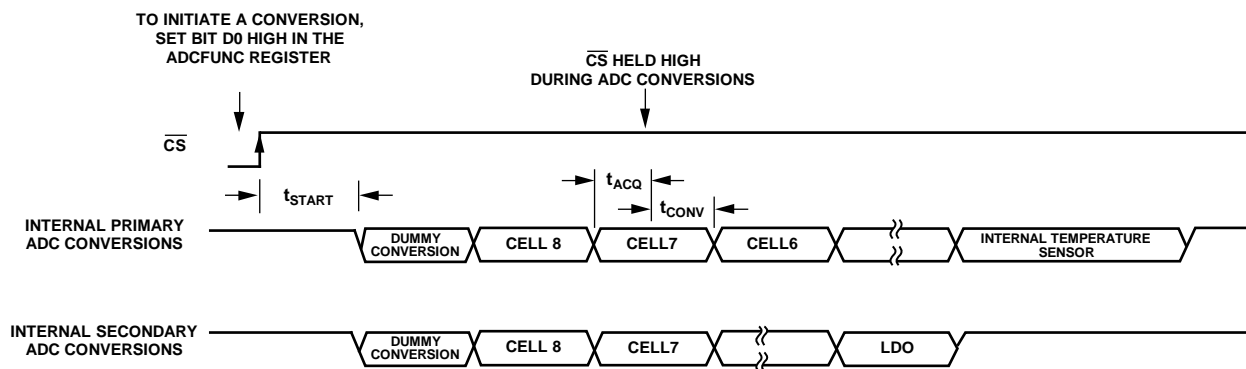 TO INITIATE A CONVERSION,
SET BIT D0 HIGH IN THE
ADCFUNC REGISTER
CS HELD HIGH
DURING ADC CONVERSIONS
CS
tSTART
tACQ
tCONV
INTERNAL PRIMARY
ADC CONVERSIONS
DUMMY
CONVERSION
CELL 8
CELL7
CELL6
INTERNAL TEMPERATURE
SENSOR
INTERNAL SECONDARY
ADC CONVERSIONS
DUMMY
CONVERSION
CELL 8
CELL7
LDO